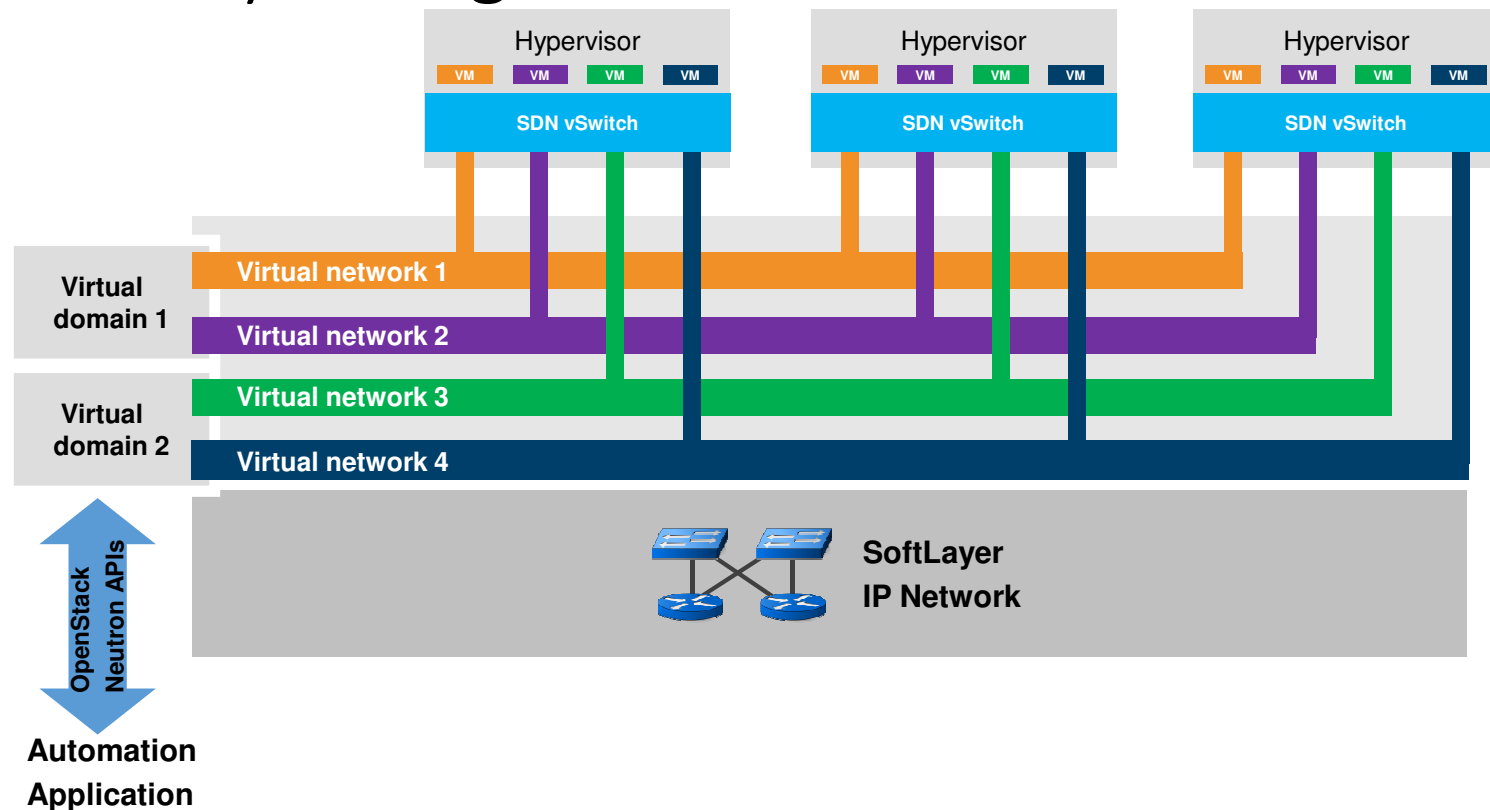 Hypervisor
VM VM VM VM
SDN vSwitch
Hypervisor
VM VM VM VM
SDN vSwitch
Hypervisor
VM VM VM VM
SDN vSwitch
Virtual
domain 1
Virtual network 1
Virtual network 2
Virtual
domain 2
Virtual network 3
Virtual network 4
SoftLayer
IP Network
OpenStack
Neutron APIs
Automation
Application